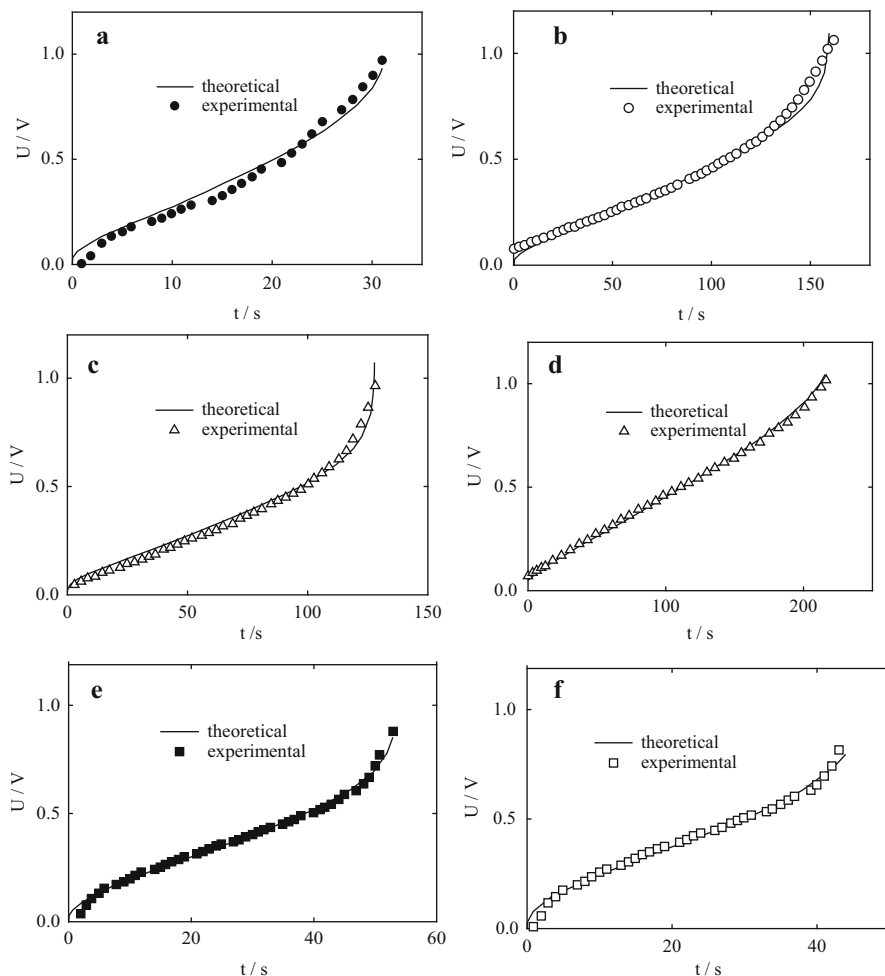 a
theoretical
experimental
1.0
0.5
0.0
U / V
0 10 20 30
t / s
b
theoretical
experimental
1.0
0.5
0.0
U / V
0 50 100 150
t / s
c
theoretical
experimental
1.0
0.5
0.0
U / V
0 50 100 150
t /s
d
theoretical
experimental
1.0
0.5
0.0
U / V
0 100 200
t /s
e
theoretical
experimental
1.0
0.5
0.0
U / V
0 20 40 60
t / s
f
theoretical
experimental
1.0
0.5
0.0
U / V
0 20 40
t / s